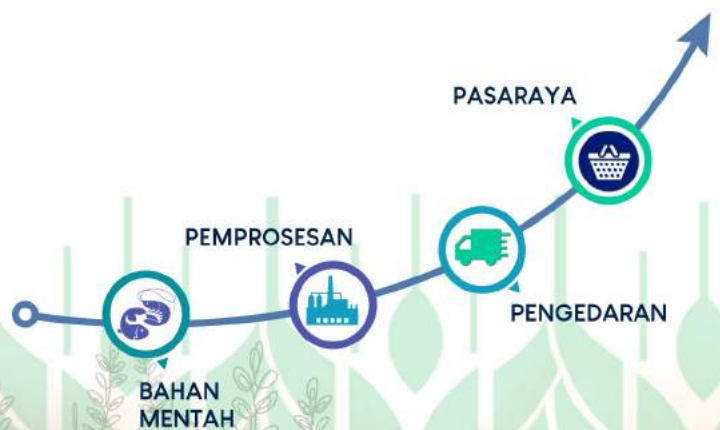 PASARAYA
PEMPROSESAN
PENGEDARAN
BAHAN
MENTAH